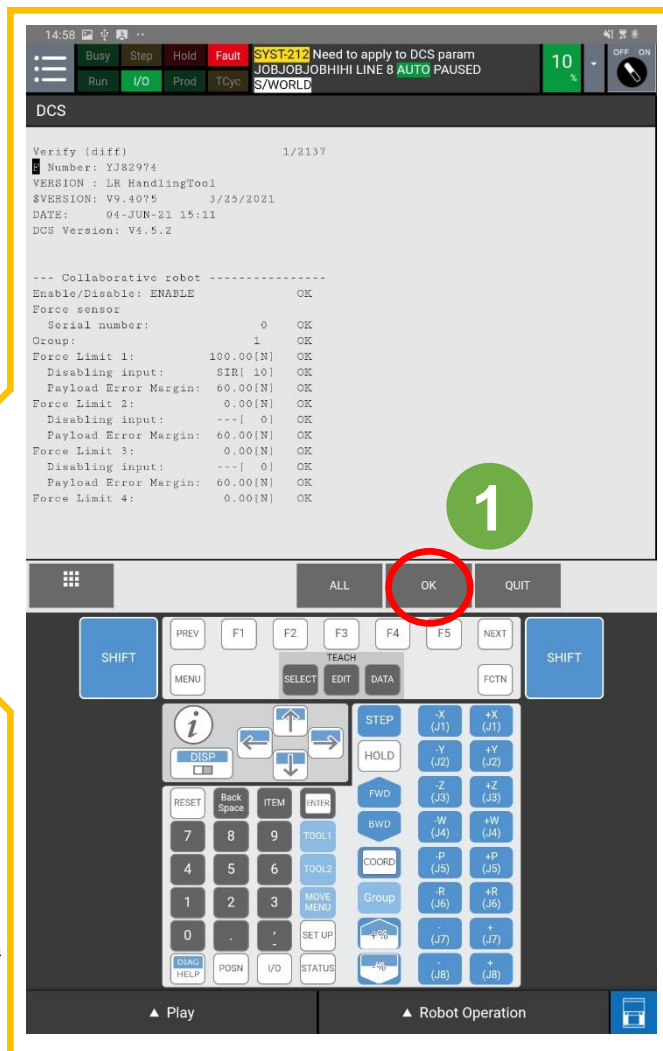 14:58
Busy Step Hold Fault SYST-212 Need to apply to DCS param
JOBJOBJOBHIHI LINE 8 AUTO PAUSED
Run I/O Prod TCyc S/WORLD
10 %
OFF ON
DCS
Verify (diff) 1/2137
F Number: YJ82974
VERSION : LR HandlingTool
$VERSION: V9.4075 3/25/2021
DATE: 04-JUN-21 15:11
DCS Version: V4.5.2
--- Collaborative robot ----------------
Enable/Disable: ENABLE OK
Force sensor
Serial number: 0 OK
Group: 1 OK
Force Limit 1: 100.00[N] OK
Disabling input: SIR[ 10] OK
Payload Error Margin: 60.00[N] OK
Force Limit 2: 0.00[N] OK
Disabling input: ---[ 0] OK
Payload Error Margin: 60.00[N] OK
Force Limit 3: 0.00[N] OK
Disabling input: ---[ 0] OK
Payload Error Margin: 60.00[N] OK
Force Limit 4: 0.00[N] OK
1
ALL OK QUIT
SHIFT PREV F1 F2 F3 F4 F5 NEXT SHIFT
TEACH
MENU SELECT EDIT DATA FCTN
i
DISP
STEP -X (J1) +X (J1)
HOLD -Y (J2) +Y (J2)
RESET Back Space ITEM ENTER FWD -Z (J3) +Z (J3)
7 8 9 TOOL1 BWD -W (J4) +W (J4)
4 5 6 TOOL2 COORD -P (J5) +P (J5)
1 2 3 MOVE MENU Group -R (J6) +R (J6)
0 . , - SET UP +% - (J7) + (J7)
DIAG HELP POSN I/O STATUS -% - (J8) + (J8)
▲ Play ▲ Robot Operation